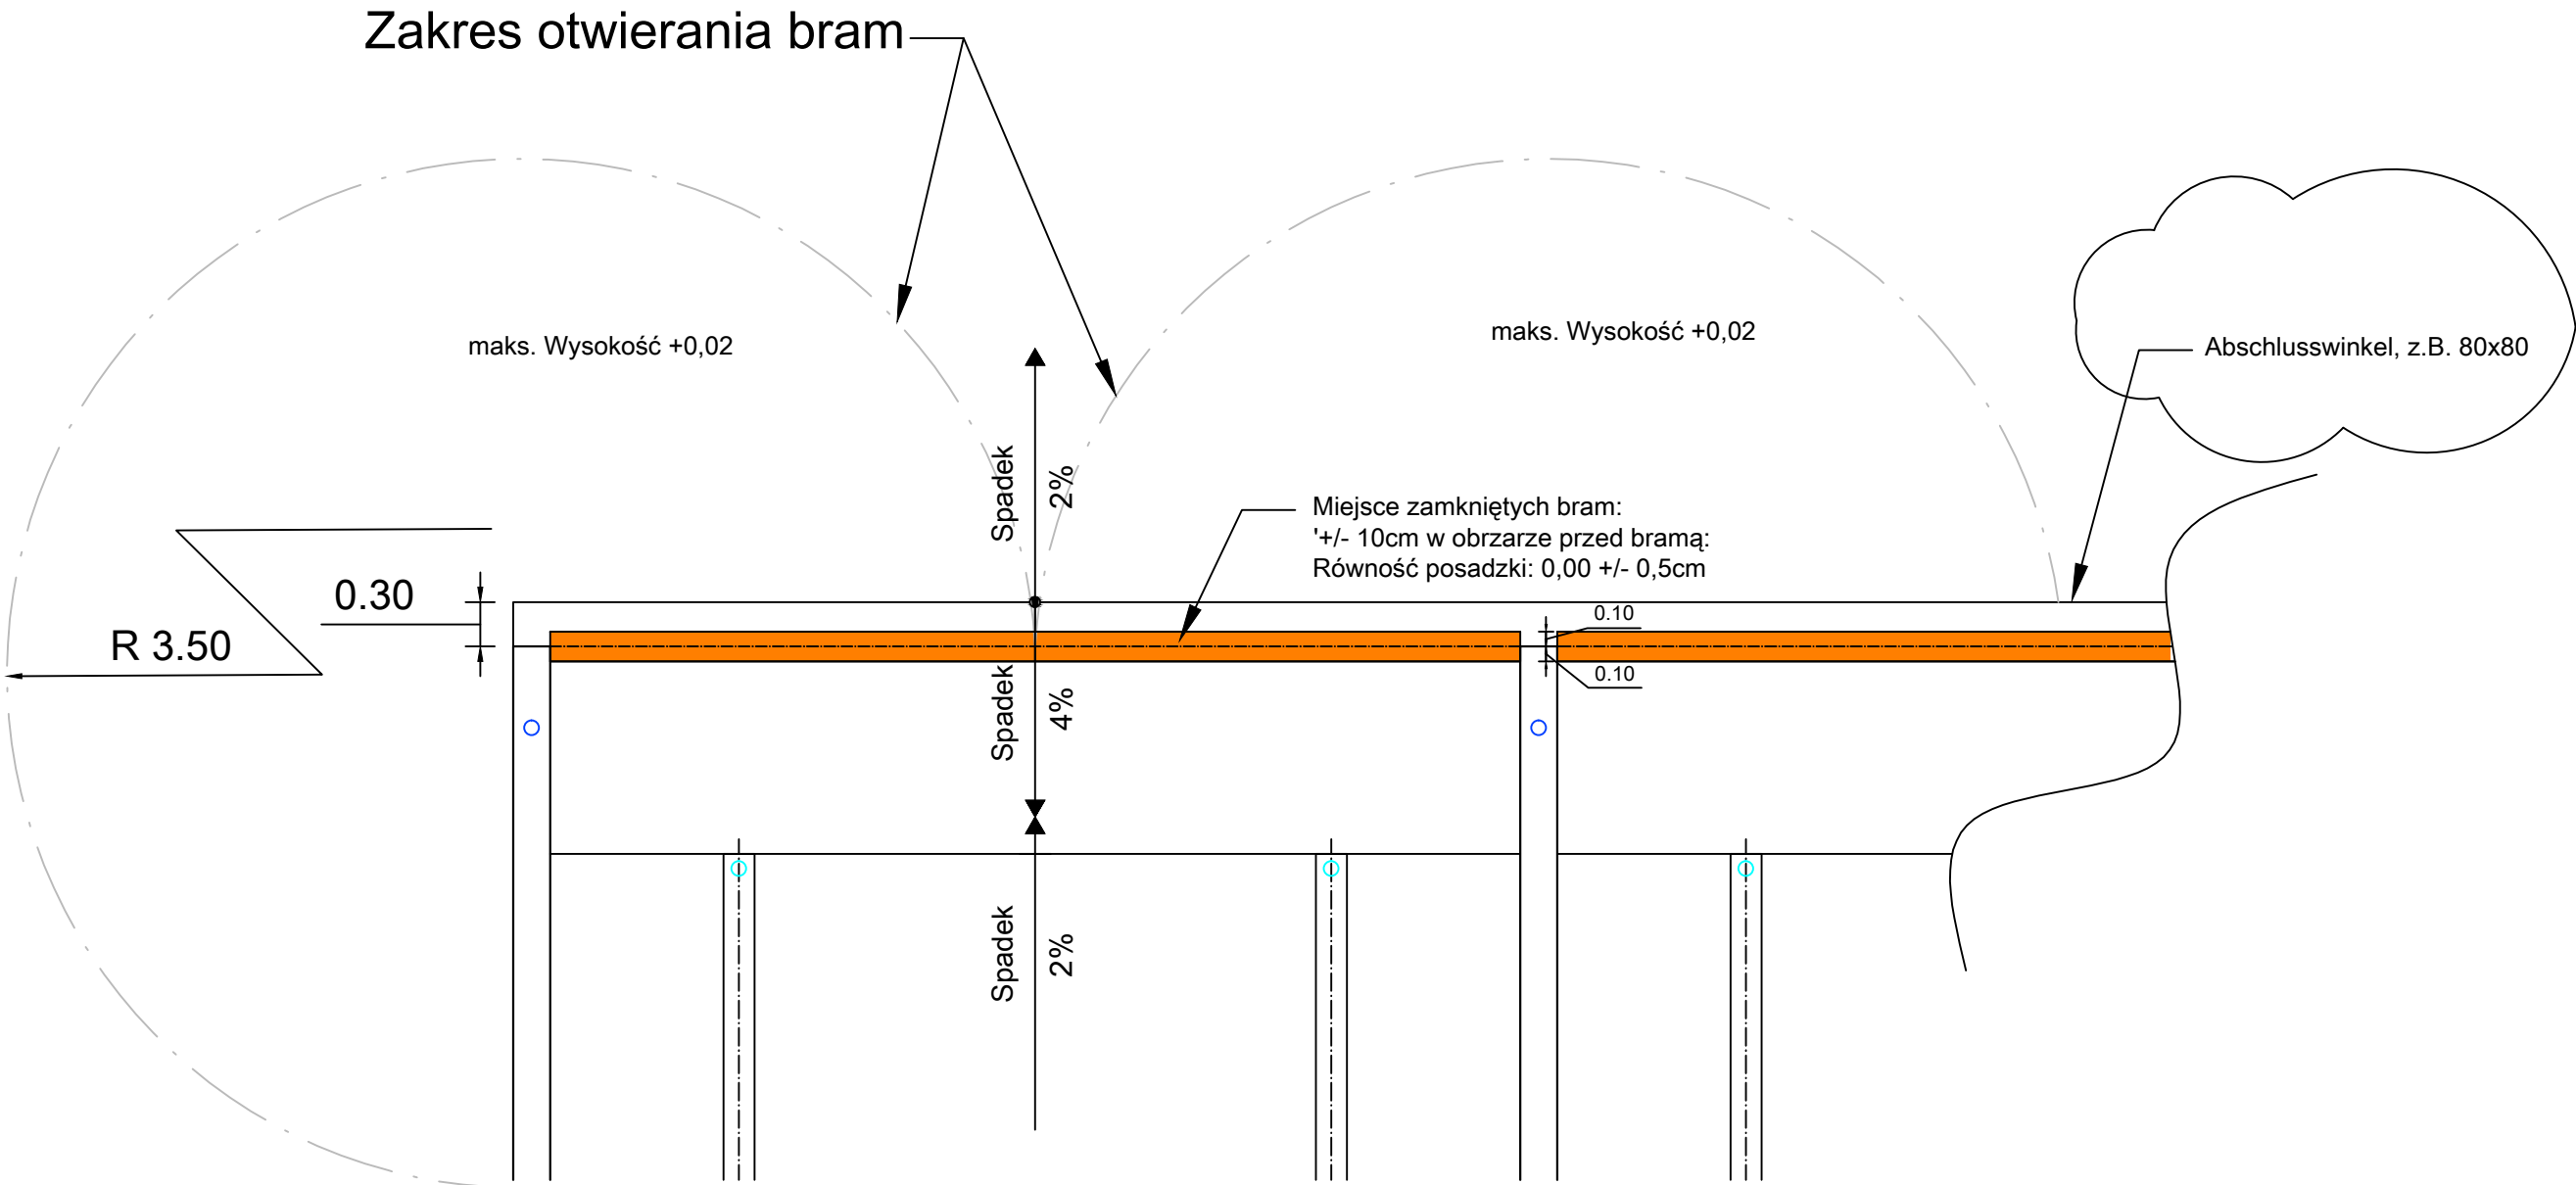 Zakres otwierania bram
maks. Wysokość +0,02
maks. Wysokość +0,02
Abschlusswinkel, z.B. 80x80
Spadek
2%
Miejsce zamkniętych bram:
'+/- 10cm w obrzarze przed bramą:
Równość posadzki: 0,00 +/- 0,5cm
0.30
R 3.50
0.10
0.10
Spadek
4%
Spadek
2%